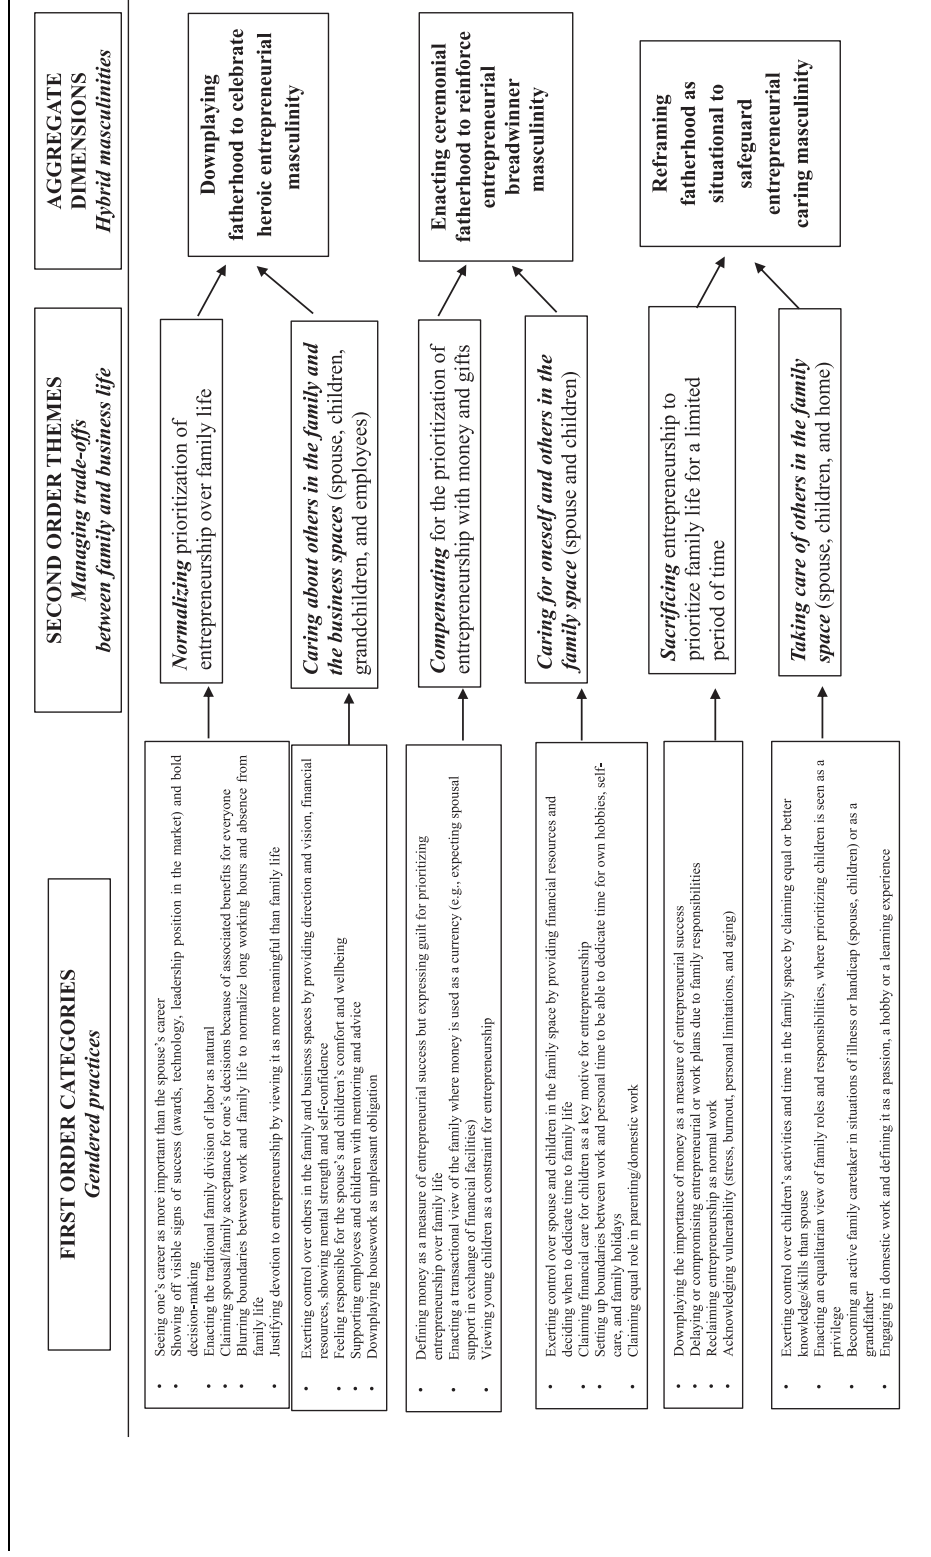 FIRST ORDER CATEGORIES
Gendered practices
SECOND ORDER THEMES
Managing trade-offs
between family and business life
AGGREGATE
DIMENSIONS
Hybrid masculinities
• Seeing one's career as more important than the spouse's career
• Showing off visible signs of success (awards, technology, leadership position in the market) and bold
decision-making
• Enacting the traditional family division of labor as natural
• Claiming spousal/family acceptance for one's decisions because of associated benefits for everyone
• Blurring boundaries between work and family life to normalize long working hours and absence from
family life
• Justifying devotion to entrepreneurship by viewing it as more meaningful than family life
Normalizing prioritization of
entrepreneurship over family life
• Exerting control over others in the family and business spaces by providing direction and vision, financial
resources, showing mental strength and self-confidence
• Feeling responsible for the spouse's and children's comfort and wellbeing
• Supporting employees and children with mentoring and advice
• Downplaying housework as unpleasant obligation
Caring about others in the family and
the business spaces (spouse, children,
grandchildren, and employees)
Downplaying
fatherhood to celebrate
heroic entrepreneurial
masculinity
• Defining money as a measure of entrepreneurial success but expressing guilt for prioritizing
entrepreneurship over family life
• Enacting a transactional view of the family where money is used as a currency (e.g., expecting spousal
support in exchange of financial facilities)
• Viewing young children as a constraint for entrepreneurship
Compensating for the prioritization of
entrepreneurship with money and gifts
• Exerting control over spouse and children in the family space by providing financial resources and
deciding when to dedicate time to family life
• Claiming financial care for children as a key motive for entrepreneurship
• Setting up boundaries between work and personal time to be able to dedicate time for own hobbies, self-
care, and family holidays
• Claiming equal role in parenting/domestic work
Caring for oneself and others in the
family space (spouse and children)
Enacting ceremonial
fatherhood to reinforce
entrepreneurial
breadwinner
masculinity
• Downplaying the importance of money as a measure of entrepreneurial success
• Delaying or compromising entrepreneurial or work plans due to family responsibilities
• Reclaiming entrepreneurship as normal work
• Acknowledging vulnerability (stress, burnout, personal limitations, and aging)
Sacrificing entrepreneurship to
prioritize family life for a limited
period of time
• Exerting control over children's activities and time in the family space by claiming equal or better
knowledge/skills than spouse
• Enacting an equalitarian view of family roles and responsibilities, where prioritizing children is seen as a
privilege
• Becoming an active family caretaker in situations of illness or handicap (spouse, children) or as a
grandfather
• Engaging in domestic work and defining it as a passion, a hobby or a learning experience
Taking care of others in the family
space (spouse, children, and home)
Reframing
fatherhood as
situational to
safeguard
entrepreneurial
caring masculinity